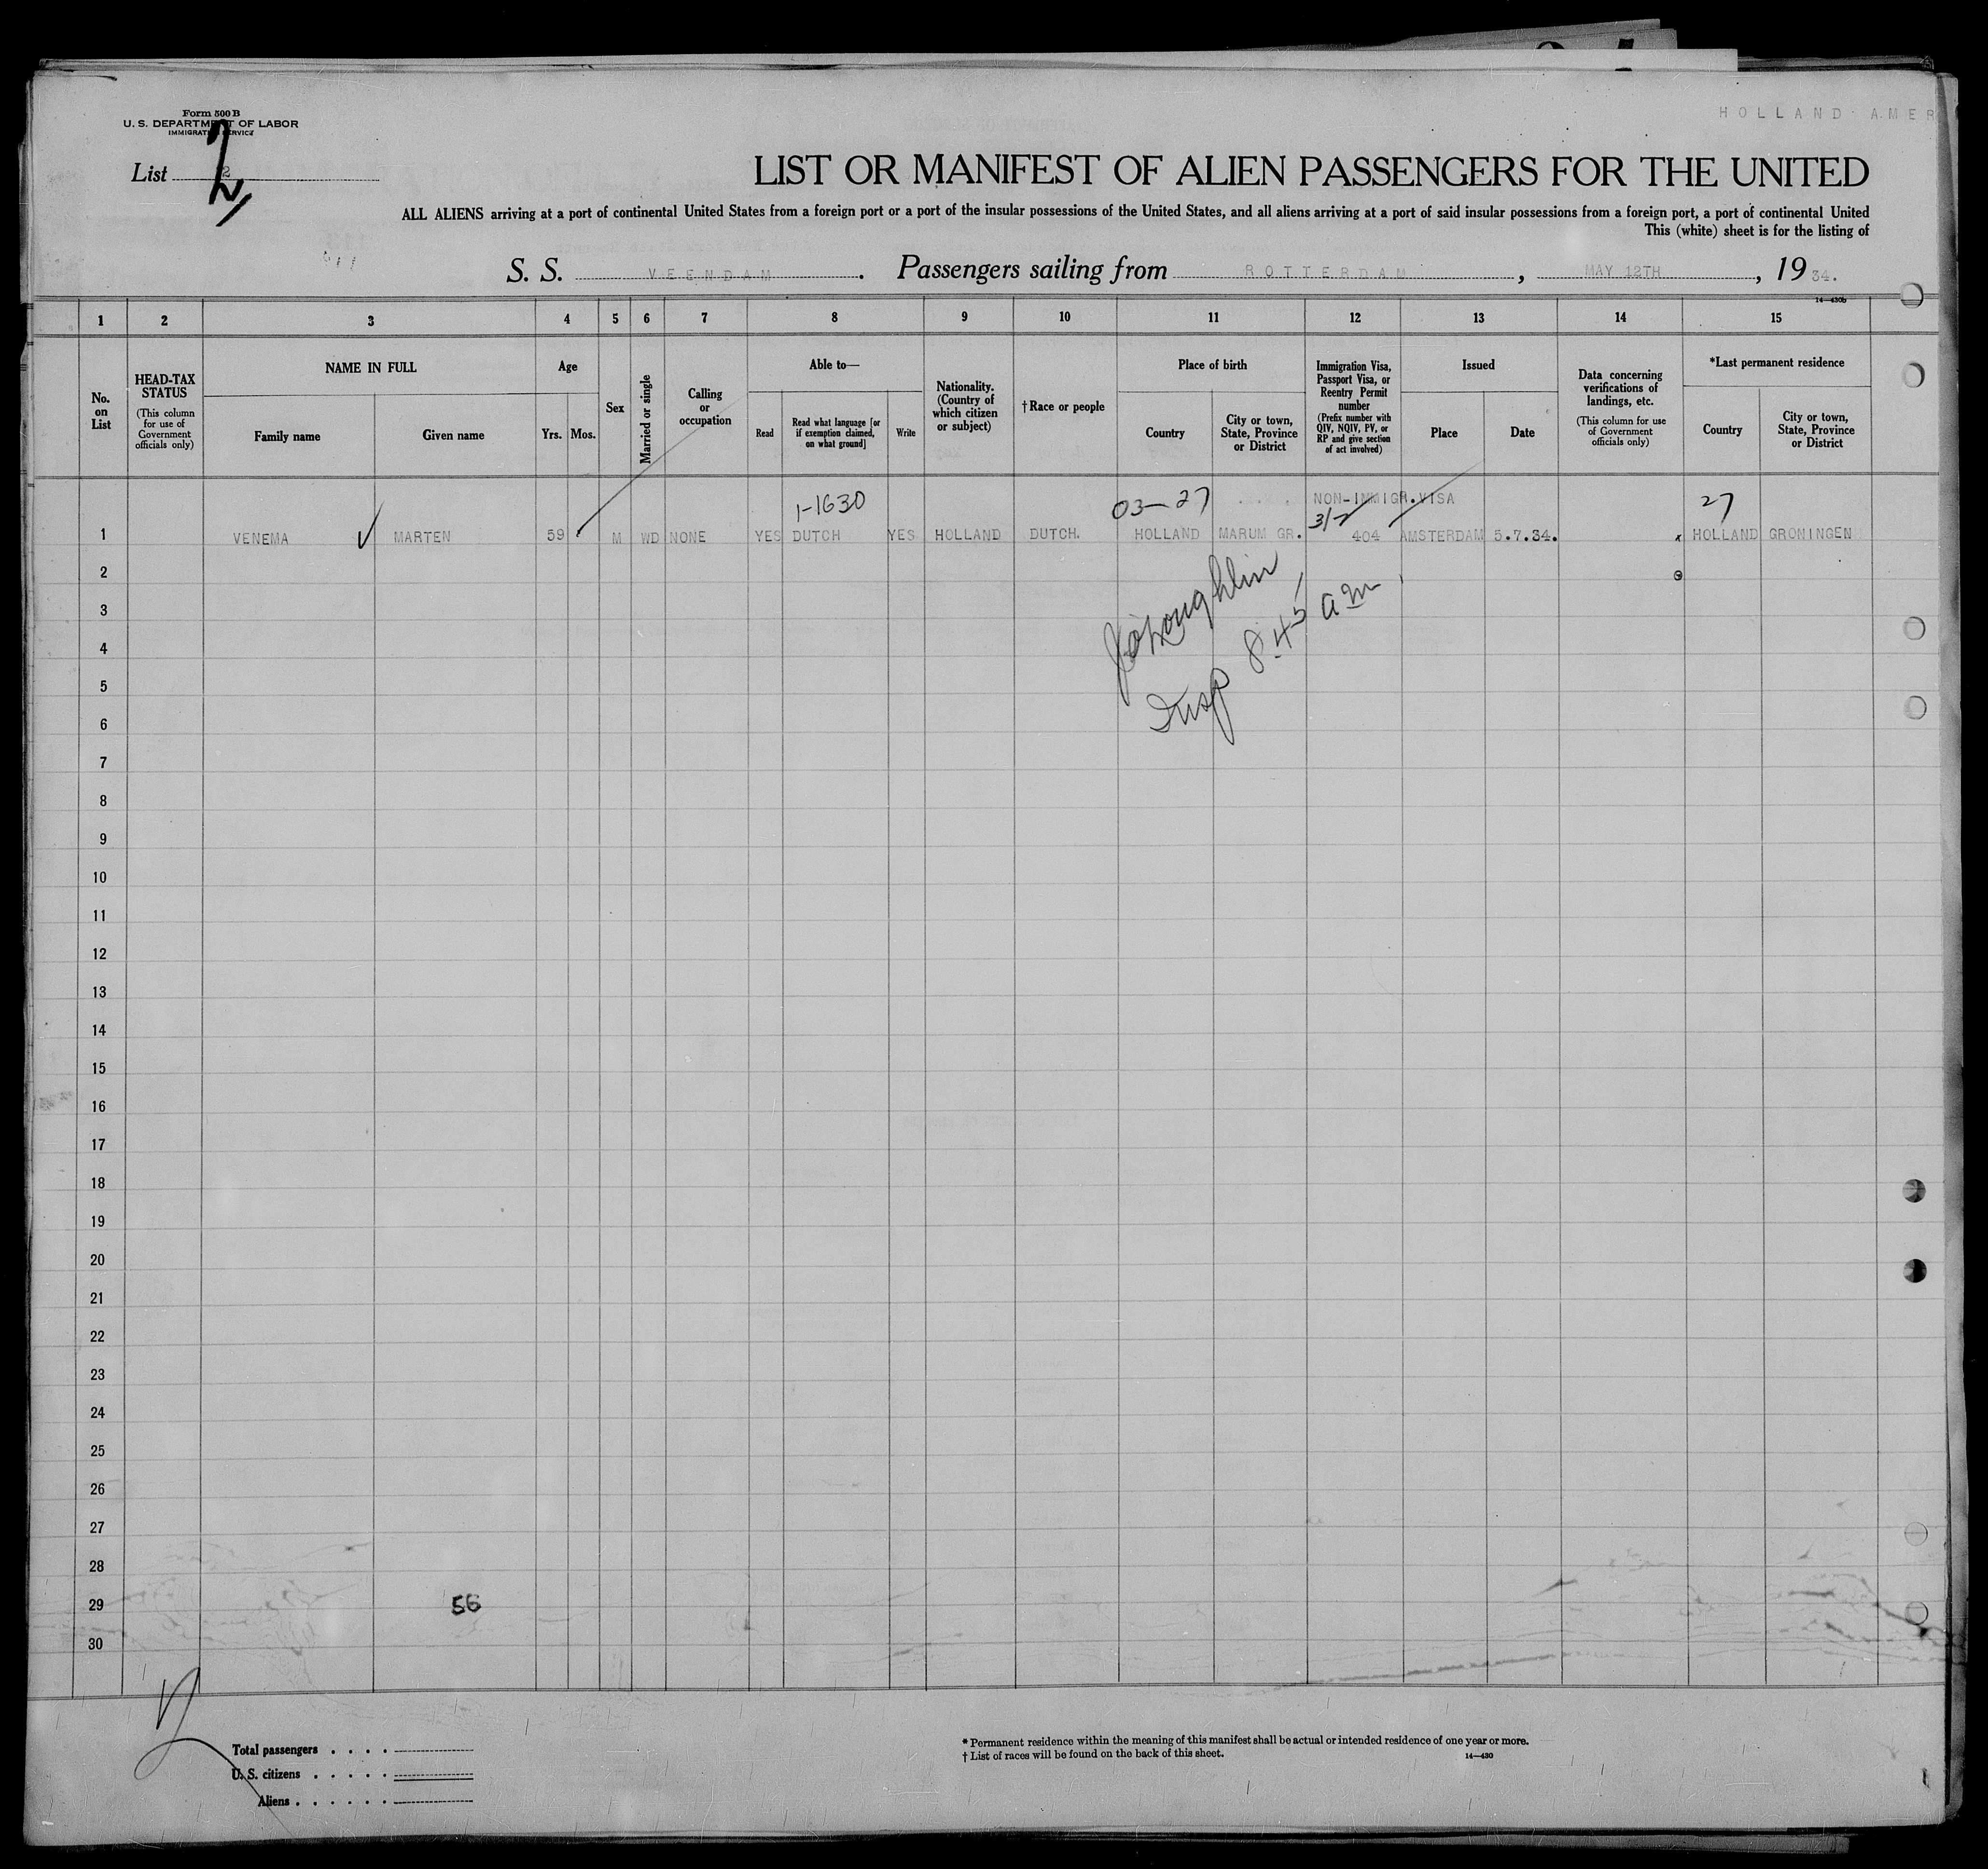 Form 500 B
U. S. DEPARTMENT OF LABOR
IMMIGRATION SERVICE
HOLLAND AMER
List 2
2
LIST OR MANIFEST OF ALIEN PASSENGERS FOR THE UNITED
ALL ALIENS arriving at a port of continental United States from a foreign port or a port of the insular possessions of the United States, and all aliens arriving at a port of said insular possessions from a foreign port, a port of continental United
This (white) sheet is for the listing of
S. S. VEENDAM. Passengers sailing from ROTTERDAM, MAY 12TH, 19 34.
14—430b
1 2 3 4 5 6 7 8 9 10 11 12 13 14 15
No. on List
HEAD-TAX STATUS (This column for use of Government officials only)
NAME IN FULL
Family name
Given name
Age
Yrs. Mos.
Sex
Married or single
Calling or occupation
Able to—
Read
Read what language [or if exemption claimed, on what ground]
Write
Nationality. (Country of which citizen or subject)
†Race or people
Place of birth
Country
City or town, State, Province or District
Immigration Visa, Passport Visa, or Reentry Permit number (Prefix number with QIV, NQIV, PV, or RP and give section of act involved)
Issued
Place
Date
Data concerning verifications of landings, etc. (This column for use of Government officials only)
*Last permanent residence
Country
City or town, State, Province or District
1-1630 03-27 NON-IMMIGR.VISA 27
3/2
1 VENEMA MARTEN 59 M WD NONE YES DUTCH YES HOLLAND DUTCH. HOLLAND MARUM GR. 404 AMSTERDAM 5.7.34. x HOLLAND GRONINGEN
2
3
4
5
6
7
8
9
10
11
12
13
14
15
16
17
18
19
20
21
22
23
24
25
26
27
28
29
30
Loughlin
Insp 8.45 am
56
Total passengers
U. S. citizens
Aliens
* Permanent residence within the meaning of this manifest shall be actual or intended residence of one year or more.
† List of races will be found on the back of this sheet.
14—430